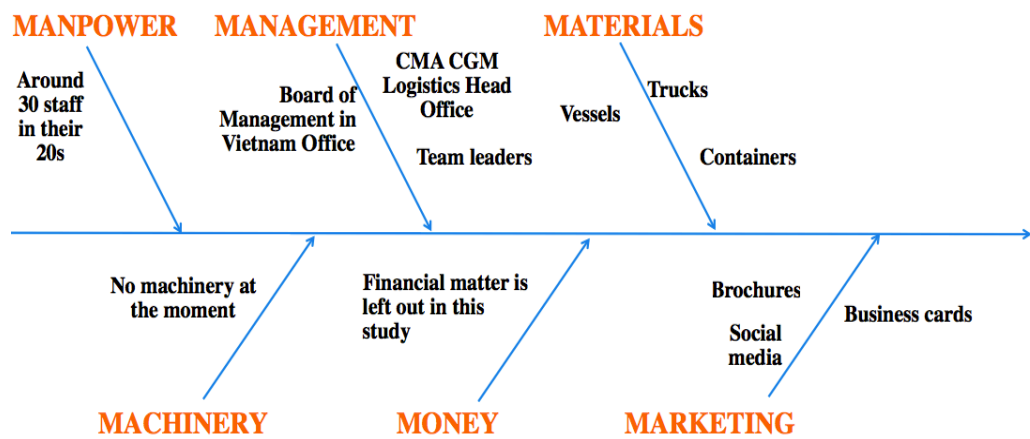 MANPOWER
MANAGEMENT
MATERIALS
Around
30 staff
in their
20s
Board of
Management in
Vietnam Office
CMA CGM
Logistics Head
Office
Team leaders
Vessels
Trucks
Containers
No machinery at
the moment
Financial matter is
left out in this
study
Brochures
Social
media
Business cards
MACHINERY
MONEY
MARKETING